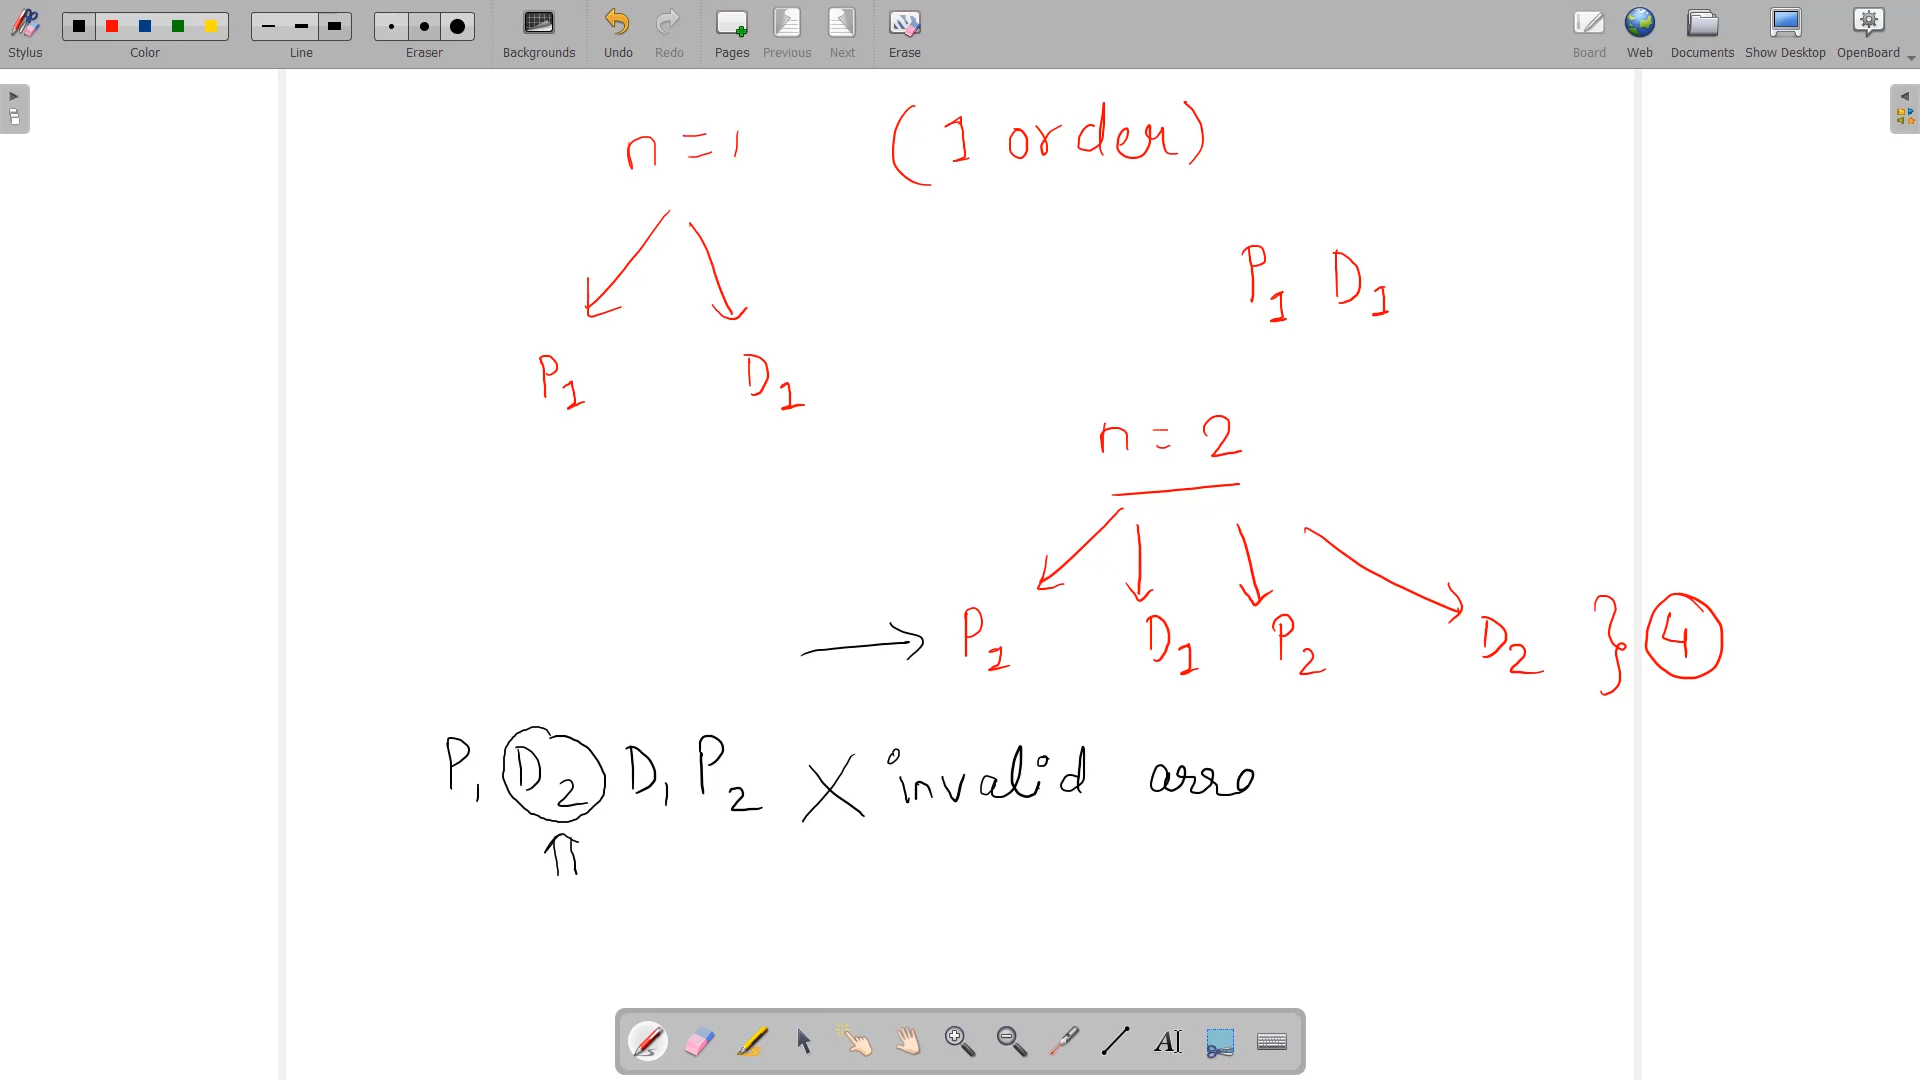 Stylus Color Line Eraser Backgrounds Undo Redo Pages Previous Next Erase Board Web Documents Show Desktop OpenBoard
n = 1 (1 order)
P1 D1
P1 D1
n = 2
P1 D1 P2 D2 } 4
P1 D2 D1 P2 X invalid arra